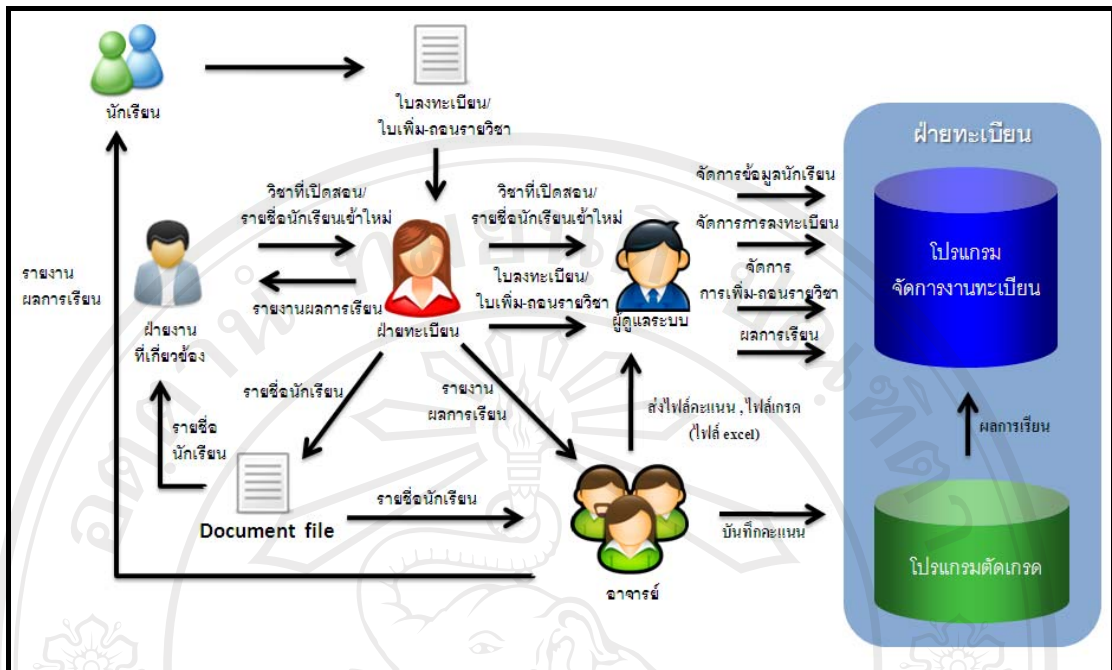 นักเรียน
ใบลงทะเบียน/
ใบเพิ่ม-ถอนรายวิชา
ฝ่ายทะเบียน
วิชาที่เปิดสอน/
รายชื่อนักเรียนเข้าใหม่
วิชาที่เปิดสอน/
รายชื่อนักเรียนเข้าใหม่
จัดการข้อมูลนักเรียน
จัดการการลงทะเบียน
จัดการ
การเพิ่ม-ถอนรายวิชา
ผลการเรียน
โปรแกรม
จัดการงานทะเบียน
รายงาน
ผลการเรียน
รายงานผลการเรียน
ใบลงทะเบียน/
ใบเพิ่ม-ถอนรายวิชา
ฝ่ายงาน
ที่เกี่ยวข้อง
ฝ่ายทะเบียน
ผู้ดูแลระบบ
รายชื่อนักเรียน
รายงาน
ผลการเรียน
ส่งไฟล์คะแนน ,ไฟล์เกรด
(ไฟล์ excel)
ผลการเรียน
รายชื่อ
นักเรียน
Document file
รายชื่อนักเรียน
อาจารย์
บันทึกคะแนน
โปรแกรมตัดเกรด